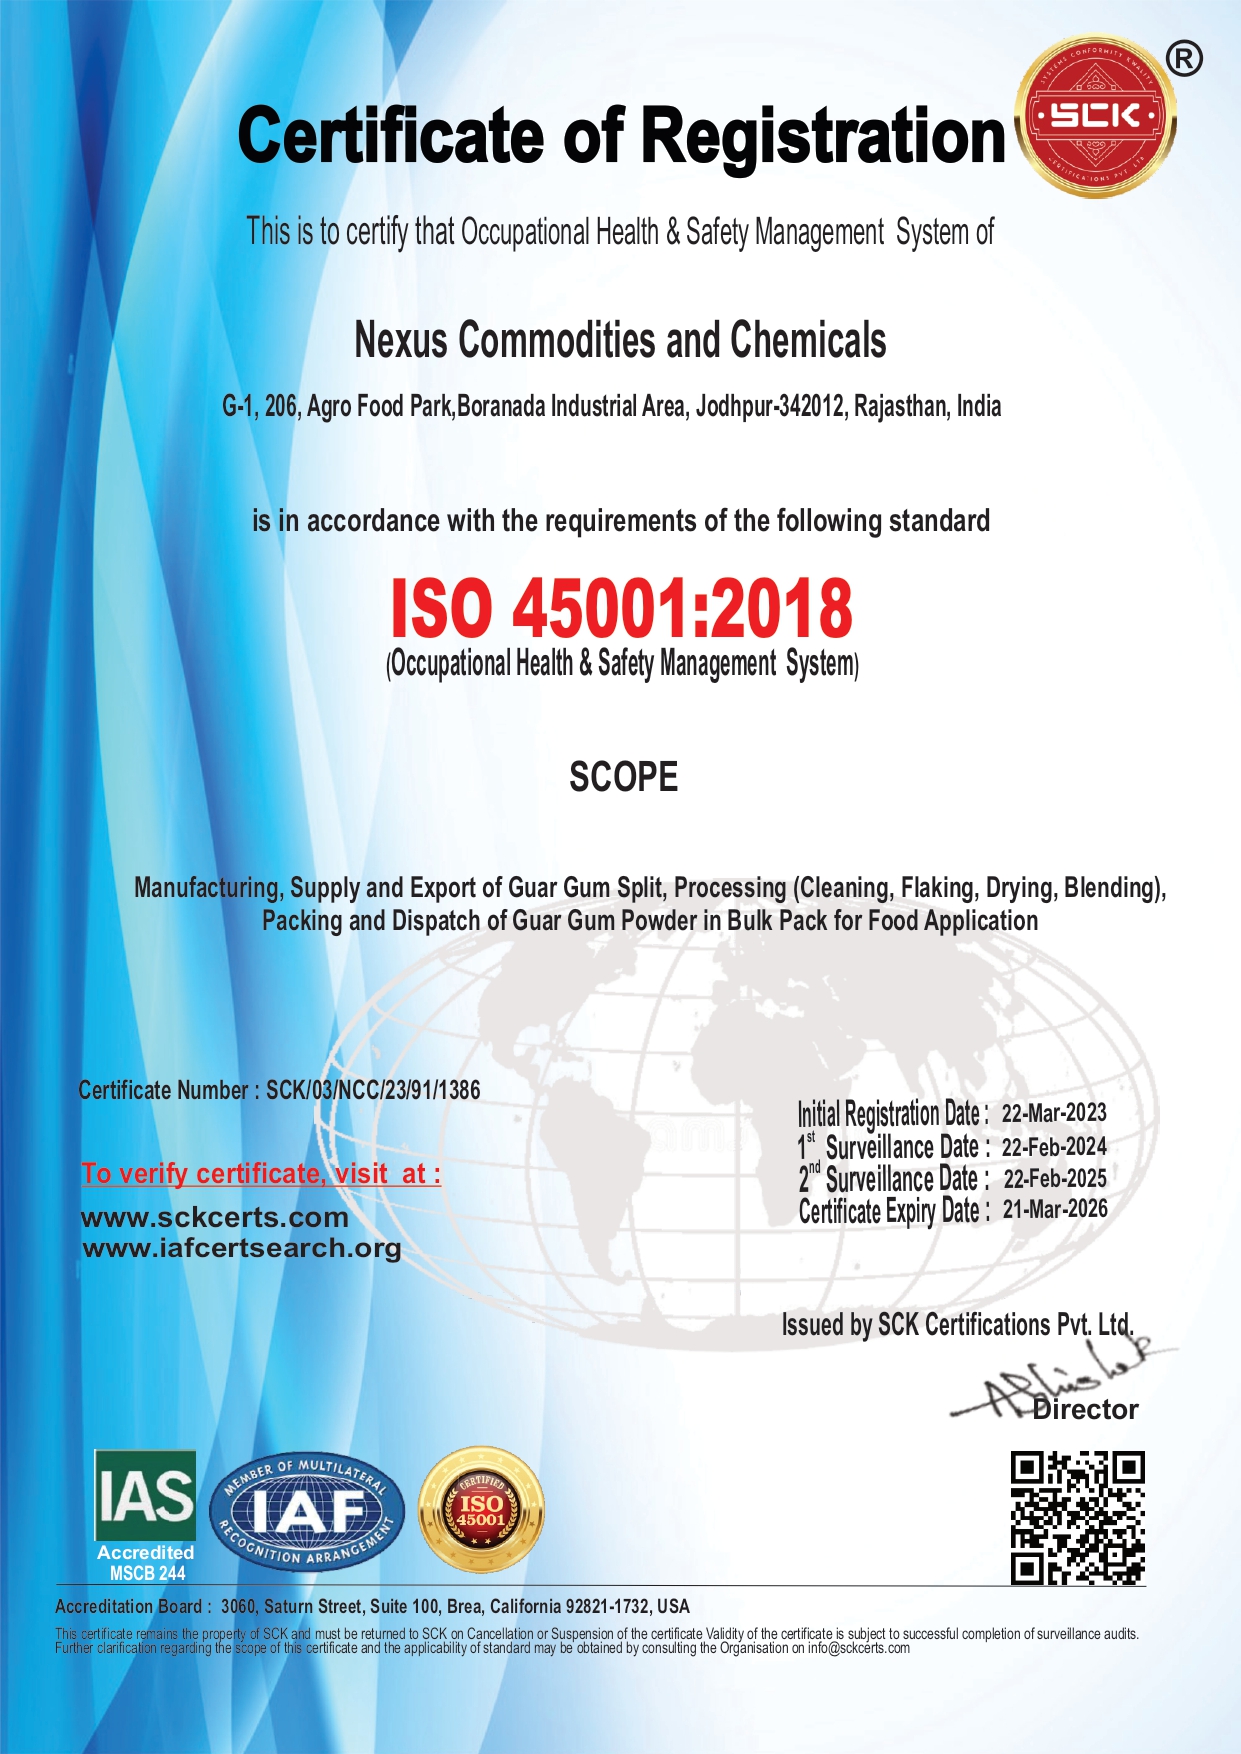 SYSTEMS CONFORMITY KWALITY
SCK
CERTIFICATIONS PVT. LTD
®
Certificate of Registration
This is to certify that Occupational Health & Safety Management System of
Nexus Commodities and Chemicals
G-1, 206, Agro Food Park,Boranada Industrial Area, Jodhpur-342012, Rajasthan, India
is in accordance with the requirements of the following standard
ISO 45001:2018
(Occupational Health & Safety Management System)
SCOPE
Manufacturing, Supply and Export of Guar Gum Split, Processing (Cleaning, Flaking, Drying, Blending),
Packing and Dispatch of Guar Gum Powder in Bulk Pack for Food Application
Certificate Number : SCK/03/NCC/23/91/1386
Initial Registration Date : 22-Mar-2023
1st Surveillance Date : 22-Feb-2024
2nd Surveillance Date : 22-Feb-2025
Certificate Expiry Date : 21-Mar-2026
To verify certificate, visit at :
www.sckcerts.com
www.iafcertsearch.org
Issued by SCK Certifications Pvt. Ltd.
Abhishek
Director
IAS
Accredited
MSCB 244
MEMBER OF MULTILATERAL
IAF
RECOGNITION ARRANGEMENT
CERTIFIED
ISO
45001
Accreditation Board : 3060, Saturn Street, Suite 100, Brea, California 92821-1732, USA
This certificate remains the property of SCK and must be returned to SCK on Cancellation or Suspension of the certificate Validity of the certificate is subject to successful completion of surveillance audits.
Further clarification regarding the scope of this certificate and the applicability of standard may be obtained by consulting the Organisation on info@sckcerts.com